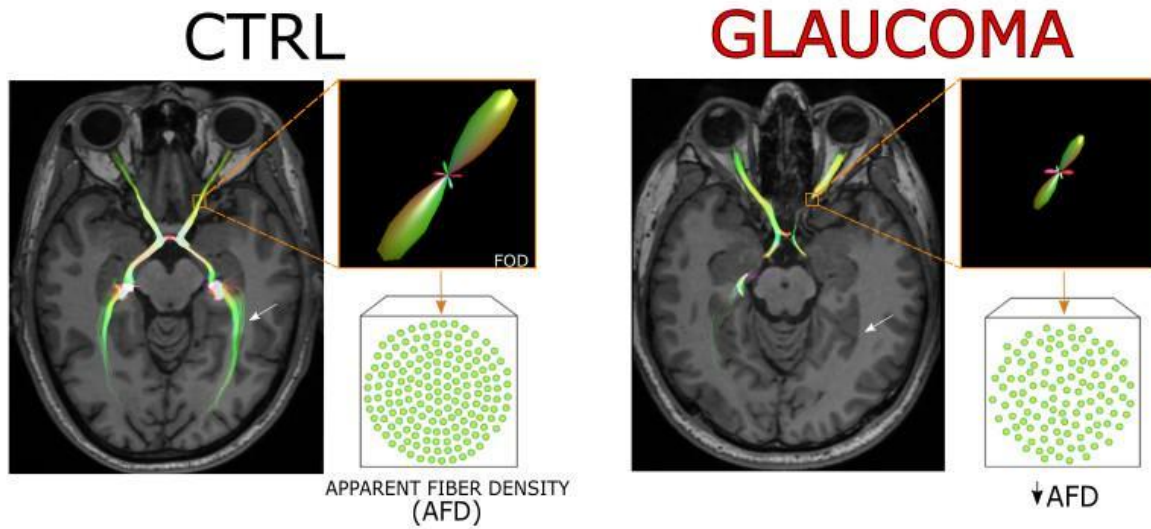 CTRL
GLAUCOMA
FOD
APPARENT FIBER DENSITY
(AFD)
↓AFD